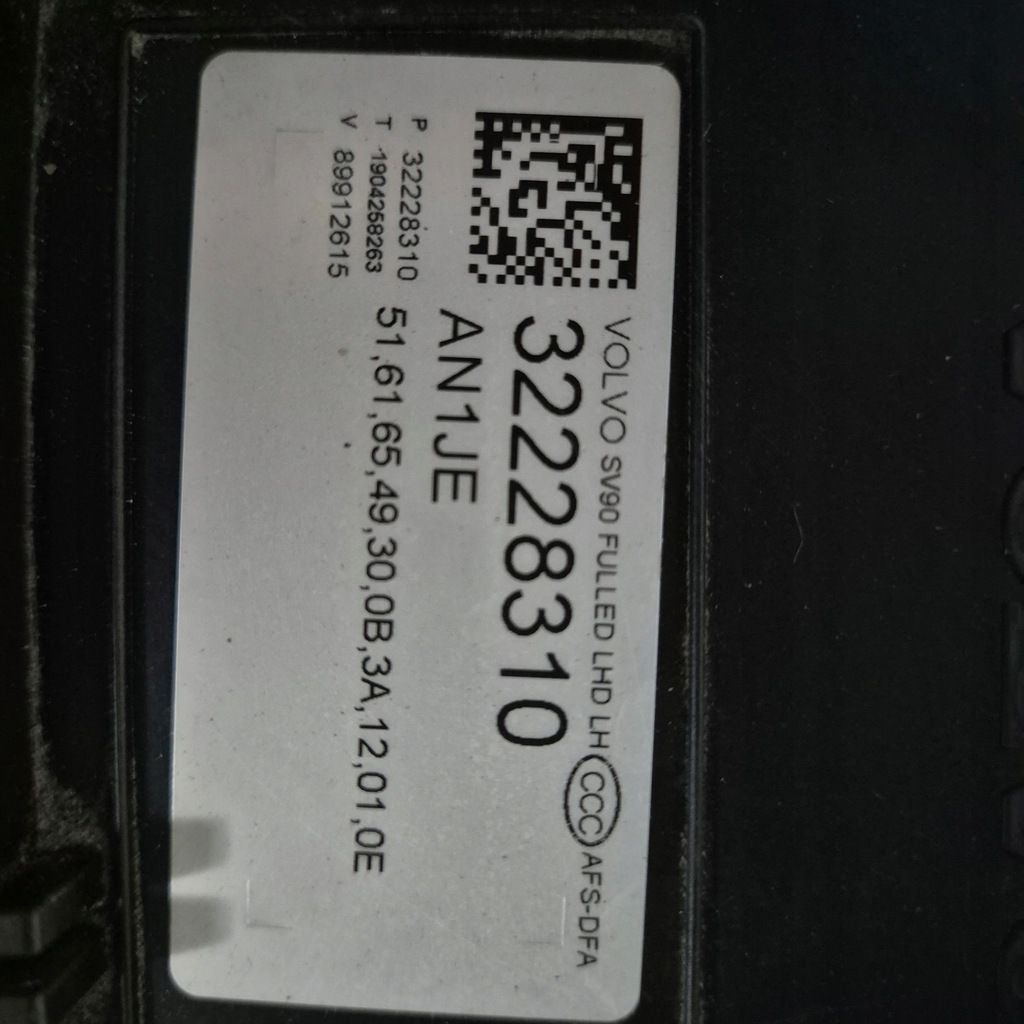 VOLVO SV90 FULLED LHD LH CCC AFS-DFA
32228310
AN1JE
P 32228310
T 1904258263
V 89912615
51,61,65,49,30,0B,3A,12,01,0E